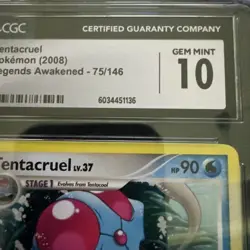 CGC
CERTIFIED GUARANTY COMPANY
entacruel
okémon (2008)
egends Awakened - 75/146
GEM MINT
10
6034451136
Tentacruel LV.37
HP 90
STAGE 1 Evolves from Tentacool